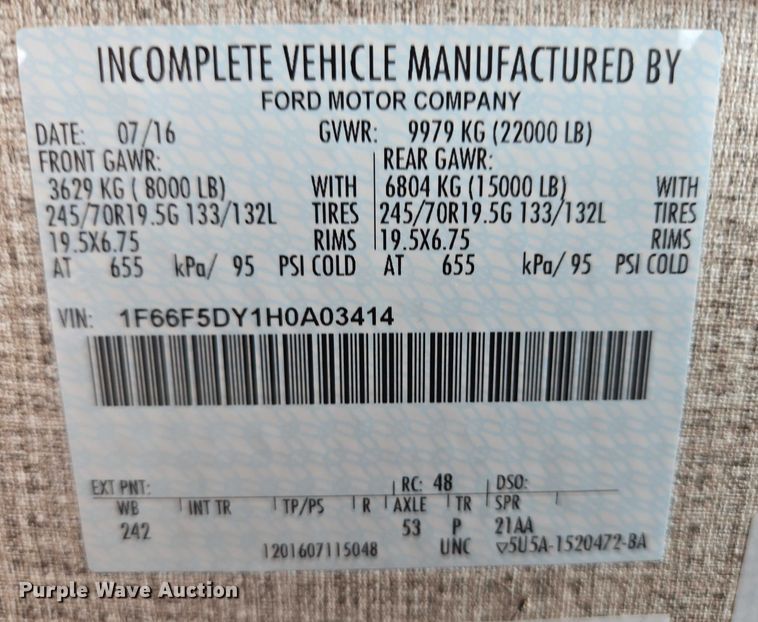 INCOMPLETE VEHICLE MANUFACTURED BY
FORD MOTOR COMPANY
DATE: 07/16 GVWR: 9979 KG (22000 LB)
FRONT GAWR: REAR GAWR:
3629 KG ( 8000 LB) WITH 6804 KG (15000 LB) WITH
245/70R19.5G 133/132L TIRES 245/70R19.5G 133/132L TIRES
19.5X6.75 RIMS 19.5X6.75 RIMS
AT 655 kPa/ 95 PSI COLD AT 655 kPa/ 95 PSI COLD
VIN: 1F66F5DY1H0A03414
EXT PNT: RC: 48 DSO:
WB INT TR TP/PS R AXLE TR SPR
242 53 P 21AA
1201607115048 UNC ▽5U5A-1520472-BA
Purple Wave Auction